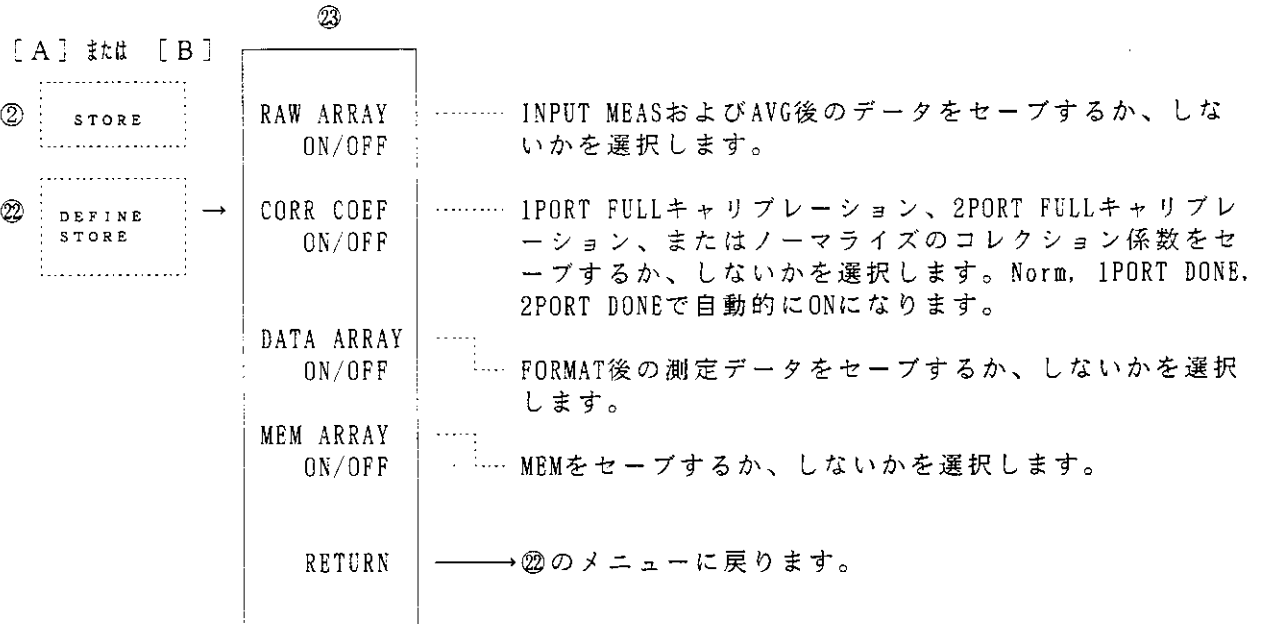 ㉓
[A] または [B]
② STORE
RAW ARRAY ……… INPUT MEASおよびAVG後のデータをセーブするか、しな
ON/OFF いかを選択します。
㉒ DEFINE → CORR COEF ……… 1PORT FULLキャリブレーション、2PORT FULLキャリブレ
STORE ON/OFF ーション、またはノーマライズのコレクション係数をセ
ーブするか、しないかを選択します。Norm, 1PORT DONE,
2PORT DONEで自動的にONになります。
DATA ARRAY
ON/OFF FORMAT後の測定データをセーブするか、しないかを選択
します。
MEM ARRAY
ON/OFF MEMをセーブするか、しないかを選択します。
RETURN → ㉒のメニューに戻ります。